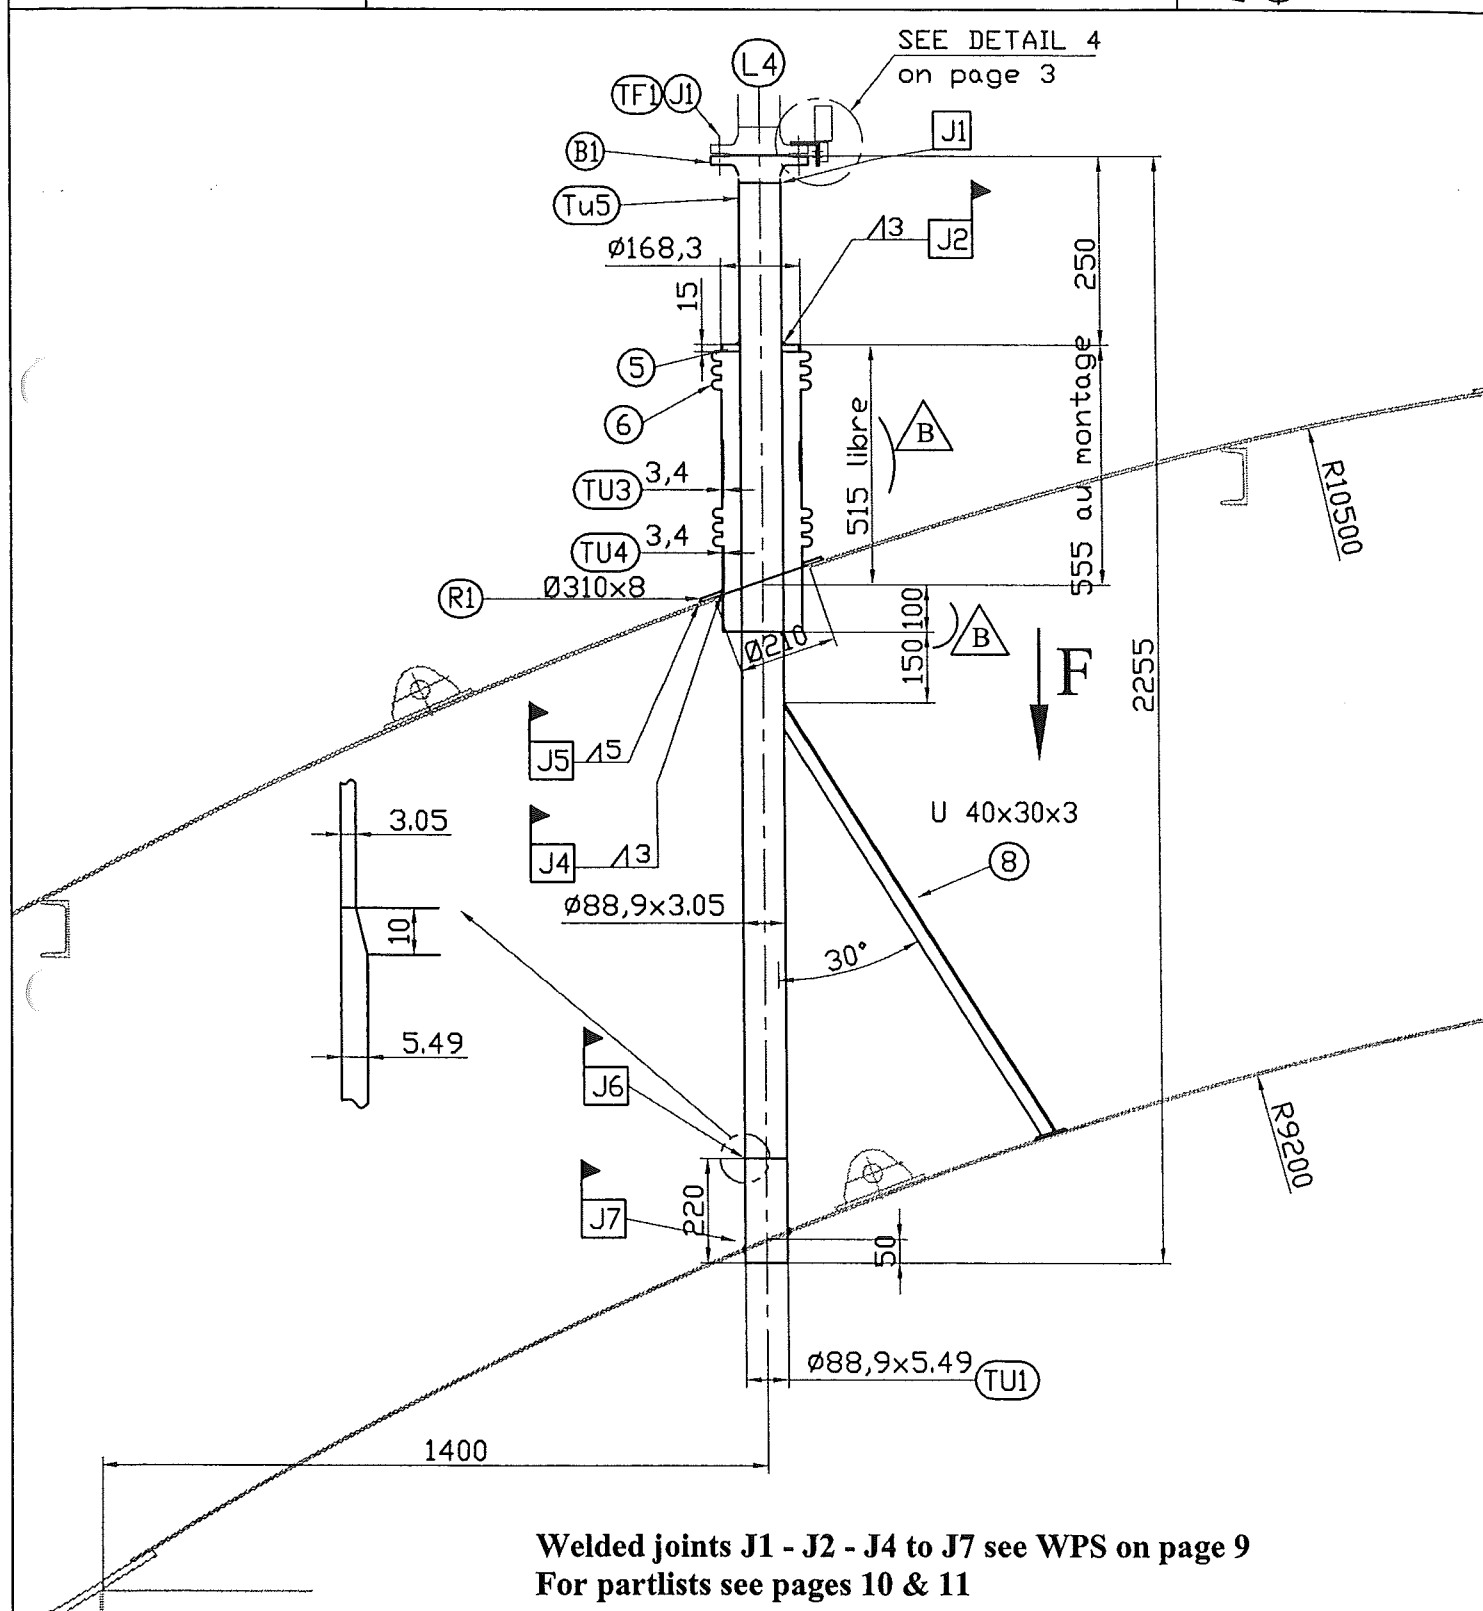 SEE DETAIL 4
on page 3
L4
TF1 J1
J1
B1
Tu5
⊿3 J2
Ø168,3
250
15
5
6
515 libre
B
555 au montage
R10500
TU3 3,4
TU4 3,4
R1 Ø310x8
100
B
Ø210
150
F
2255
J5 ⊿5
U 40x30x3
3.05
J4 ⊿3
8
Ø88,9x3.05
10
30°
5.49
J6
R9200
J7
220
50
Ø88,9x5.49 TU1
1400
Welded joints J1 - J2 - J4 to J7 see WPS on page 9
For partlists see pages 10 & 11